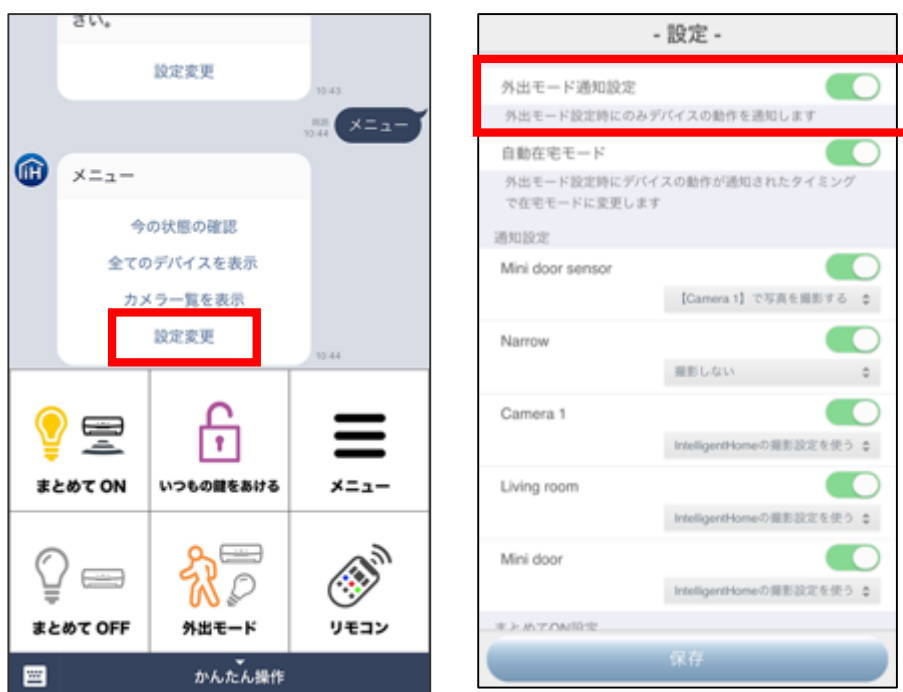 さい。
設定変更
10:43
既読
10:44
メニュー
iH
メニュー
今の状態の確認
全てのデバイスを表示
カメラ一覧を表示
設定変更
10:44
まとめて ON
いつもの鍵をあける
メニュー
まとめて OFF
外出モード
リモコン
かんたん操作
- 設定 -
外出モード通知設定
外出モード設定時にのみデバイスの動作を通知します
自動在宅モード
外出モード設定時にデバイスの動作が通知されたタイミング
で在宅モードに変更します
通知設定
Mini door sensor
【Camera 1】で写真を撮影する
Narrow
撮影しない
Camera 1
IntelligentHomeの撮影設定を使う
Living room
IntelligentHomeの撮影設定を使う
Mini door
IntelligentHomeの撮影設定を使う
まとめてON設定
保存